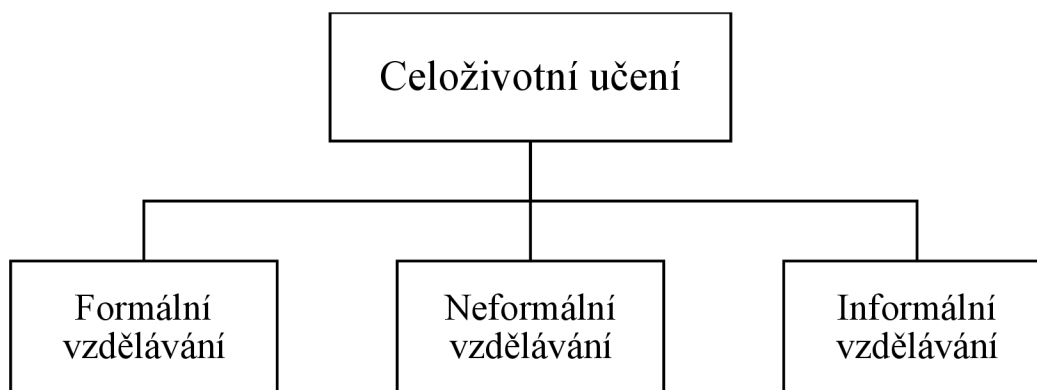 Celoživotní učení
Formální
vzdělávání
Neformální
vzdělávání
Informální
vzdělávání